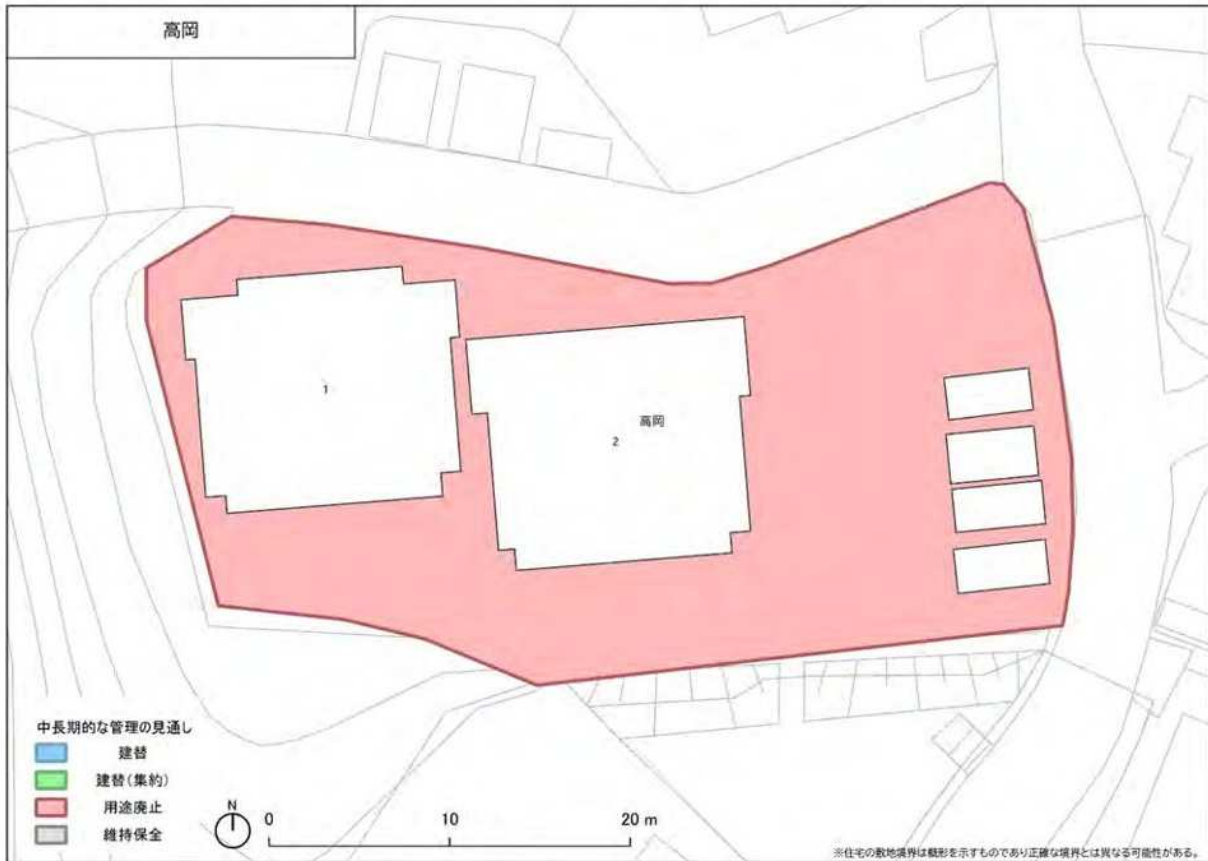 高岡
1
高岡
2
中長期的な管理の見通し
建替
建替(集約)
用途廃止
維持保全
N
0 10 20 m
※住宅の敷地境界は概形を示すものであり正確な境界とは異なる可能性がある。